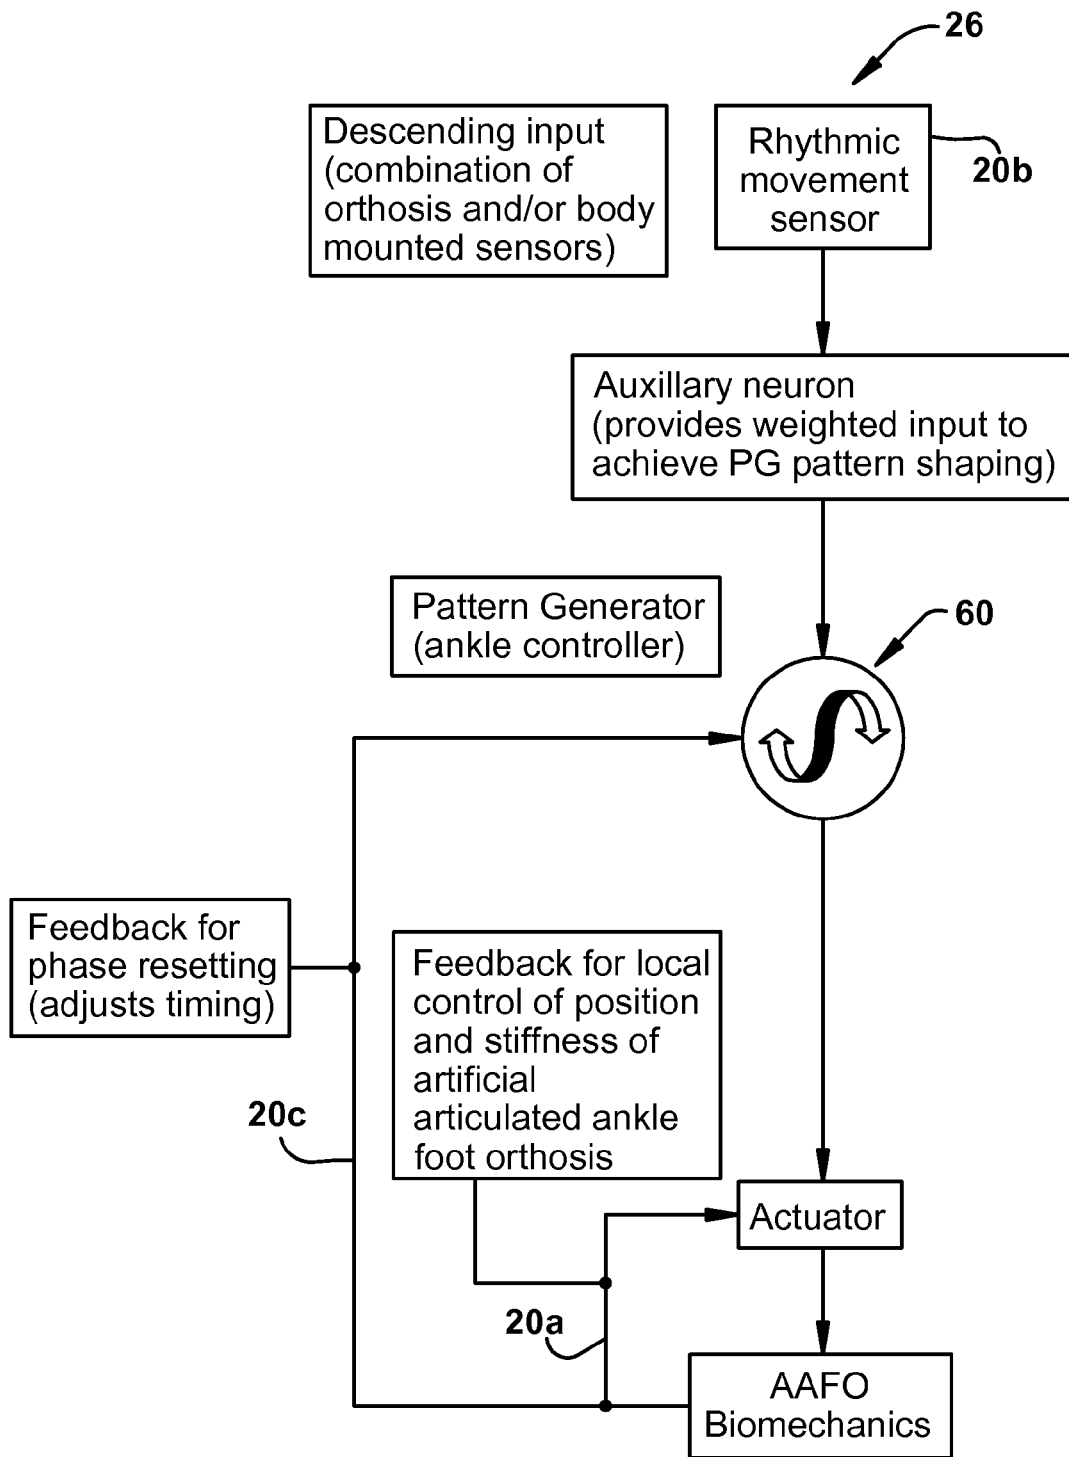 26
Descending input
(combination of
orthosis and/or body
mounted sensors)
Rhythmic
movement
sensor
20b
Auxillary neuron
(provides weighted input to
achieve PG pattern shaping)
Pattern Generator
(ankle controller)
60
Feedback for
phase resetting
(adjusts timing)
Feedback for local
control of position
and stiffness of
artificial
articulated ankle
foot orthosis
20c
Actuator
20a
AAFO
Biomechanics